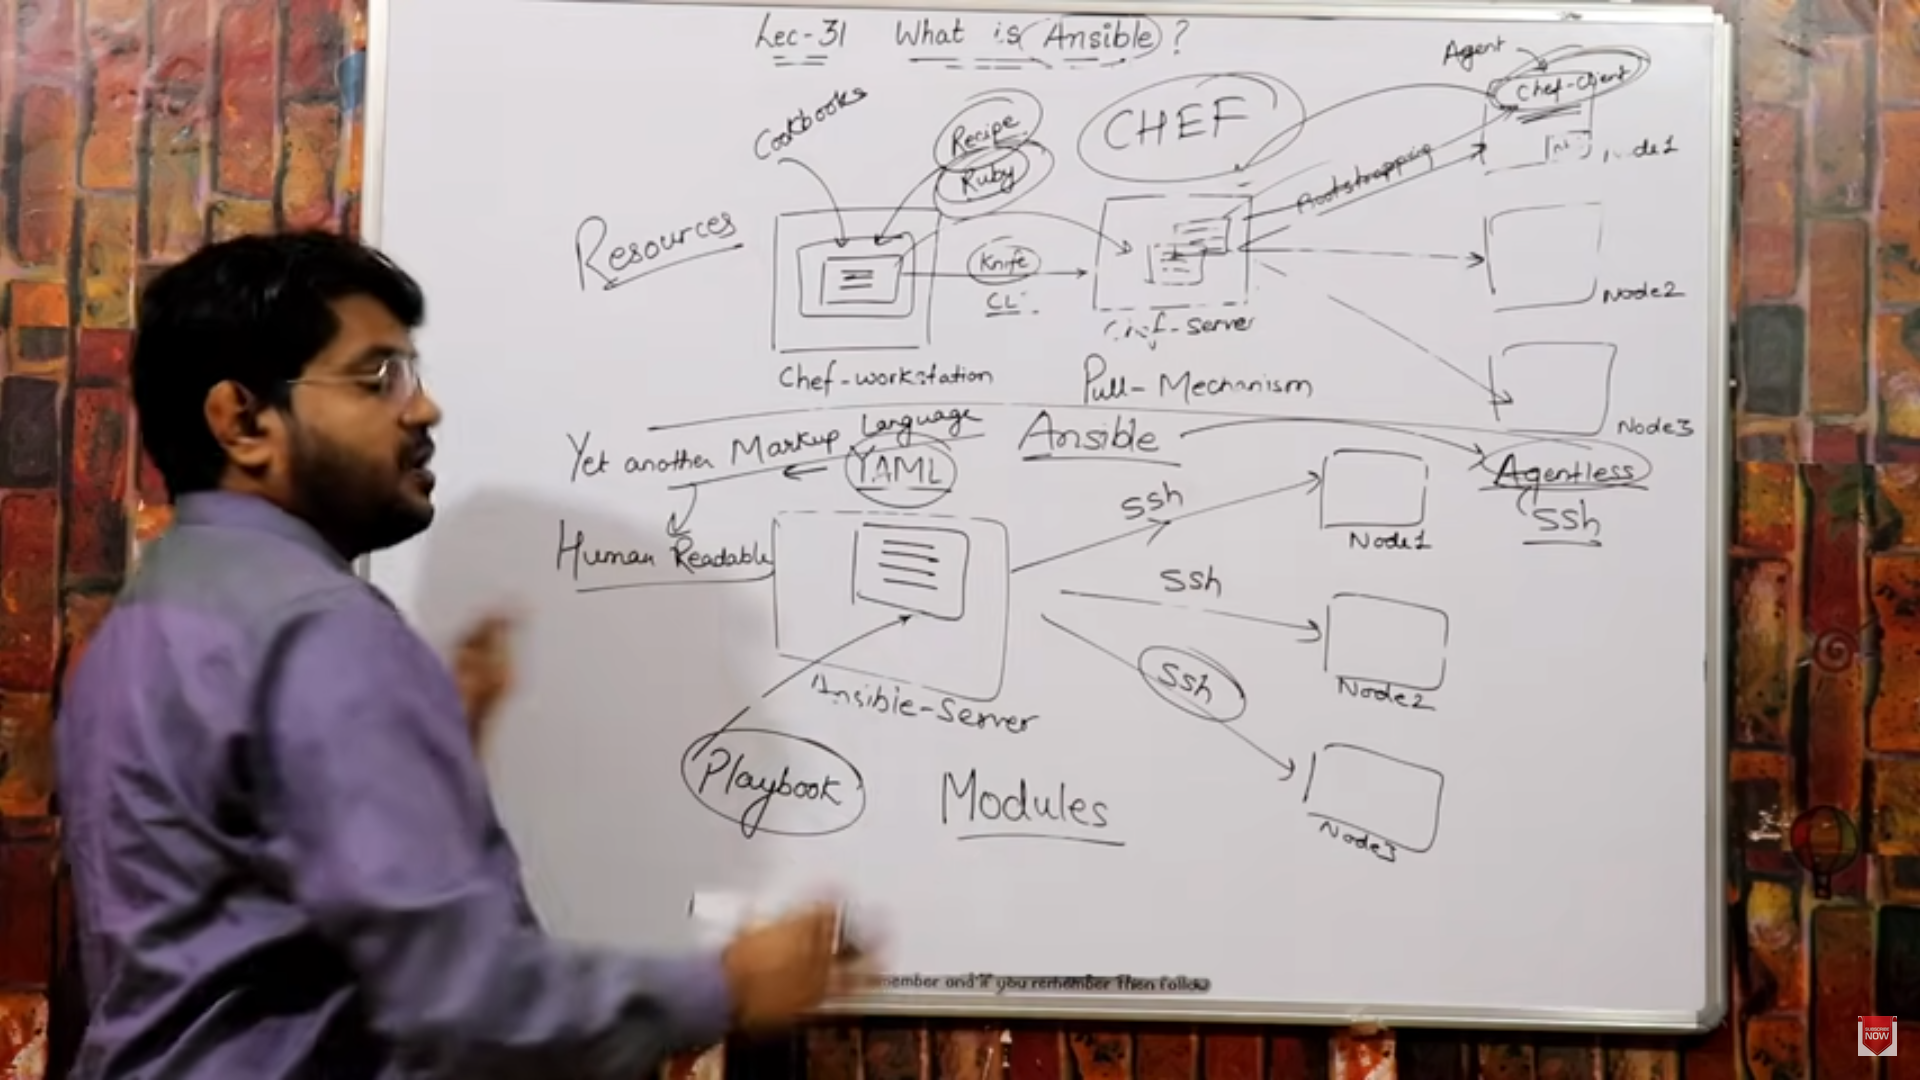 Lec-31 What is Ansible?
Agent
Chef-Client
Cookbooks
Recipe
Ruby
CHEF
Bootstrapping
Node1
Resources
Knife
CLI
Node2
Chef-Server
Chef-workstation
Pull-Mechanism
Node3
Yet another Markup Language
YAML
Ansible
Agentless
SSh
Human Readable
SSh
Node1
SSh
Node2
SSh
Ansible-Server
Playbook
Modules
Node3
and if you remember Then Follow
SUBSCRIBE
NOW